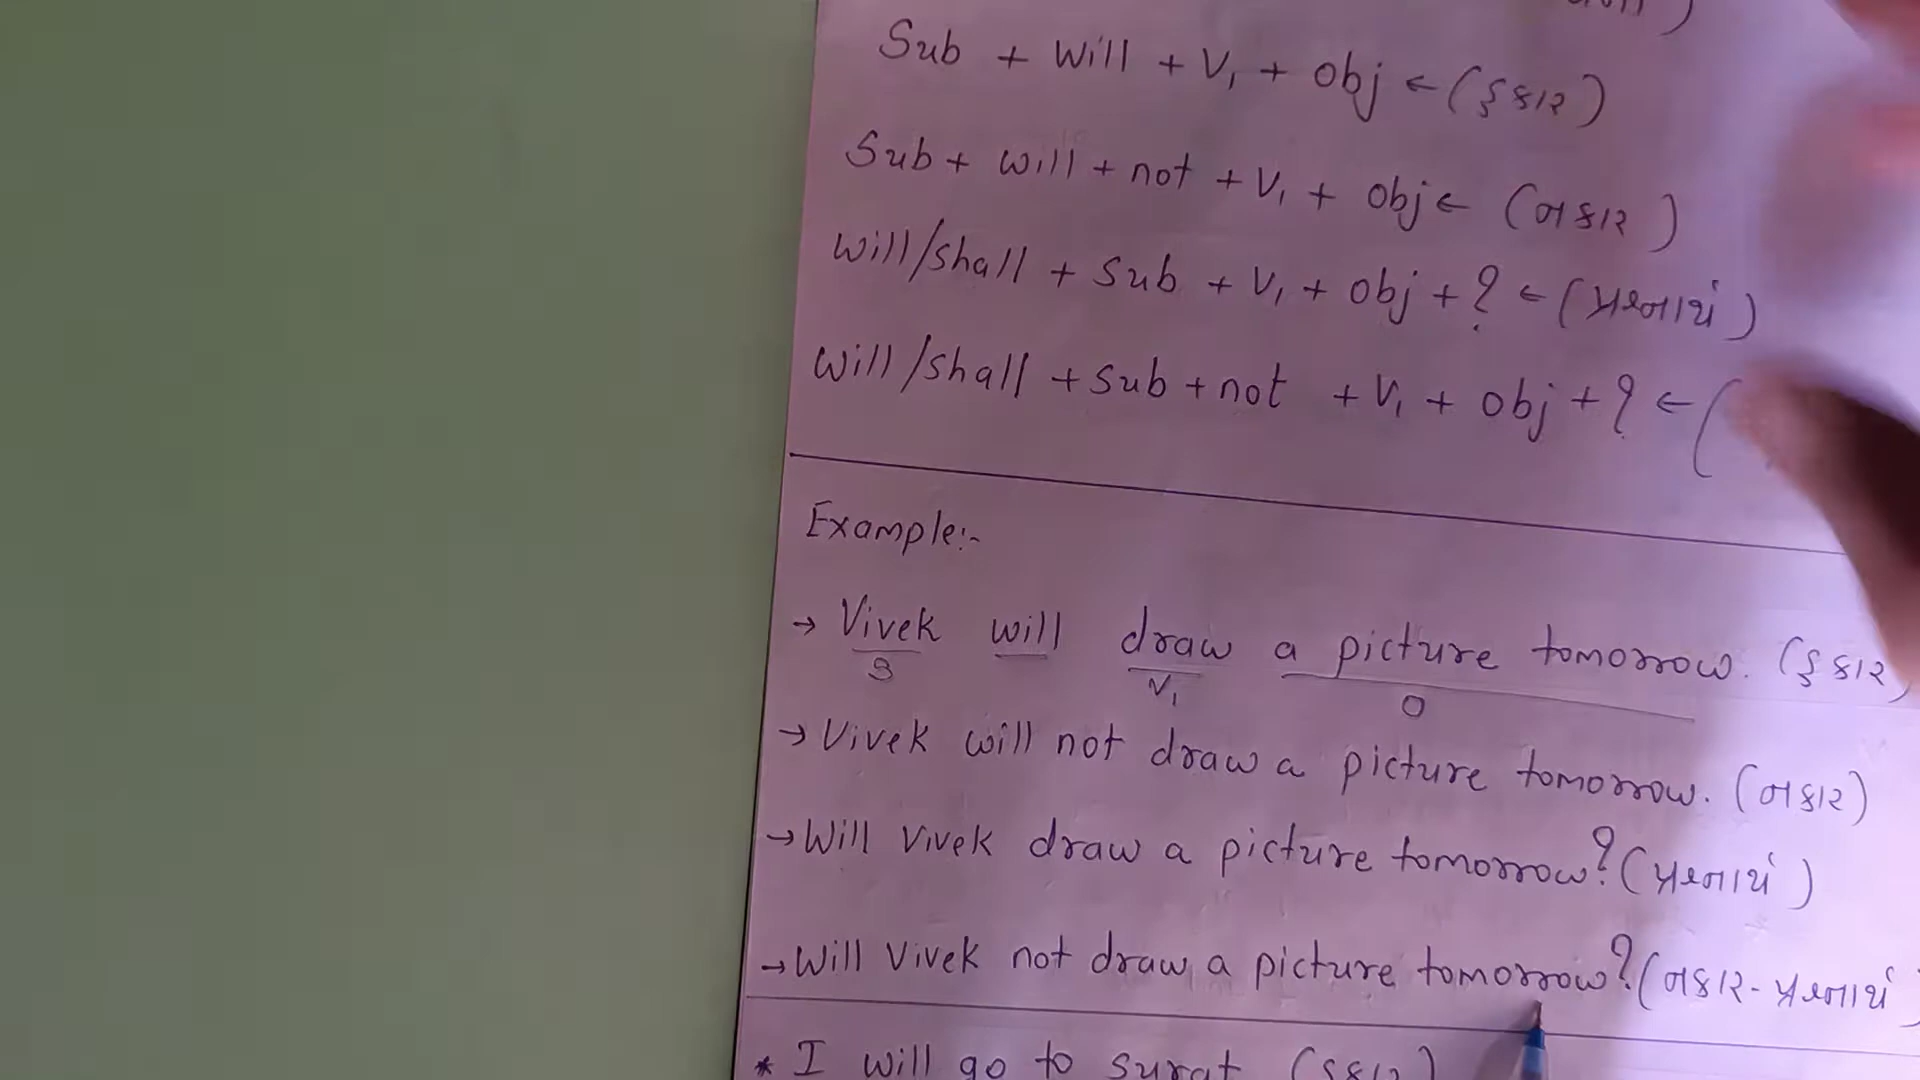 Sub + will + V₁ + Obj ← (હકાર)
Sub + will + not + V₁ + Obj ← (નકાર)
Will/shall + Sub + V₁ + Obj + ? ← (પ્રશ્નાર્થ)
Will/shall + Sub + not + V₁ + Obj + ? ← (
Example:-
→ Vivek will draw a picture tomorrow. (હકાર)
S V₁ O
→ Vivek will not draw a picture tomorrow. (નકાર)
→ Will Vivek draw a picture tomorrow? (પ્રશ્નાર્થ)
→ Will Vivek not draw a picture tomorrow? (નકાર-પ્રશ્નાર્થ)
* I will go to surat (હકાર)